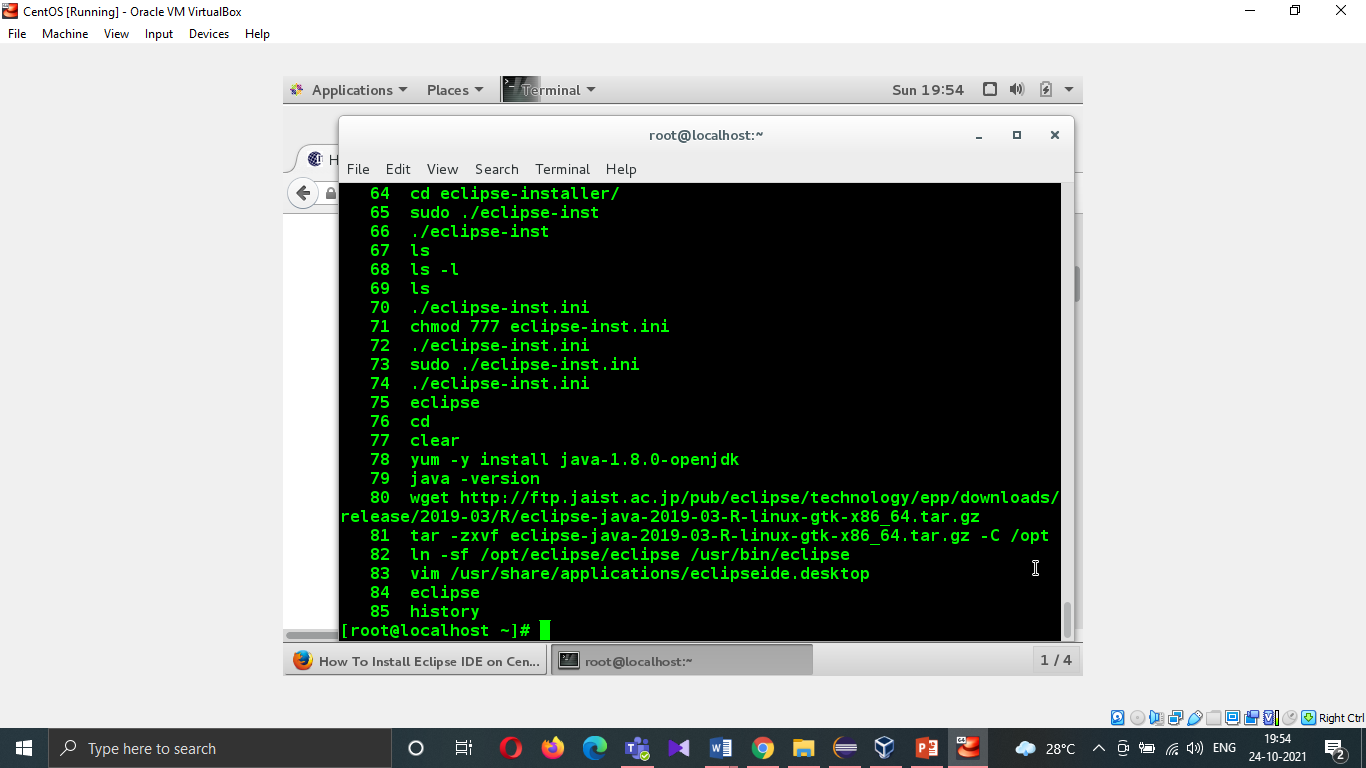 CentOS [Running] - Oracle VM VirtualBox
File Machine View Input Devices Help
Applications Places Terminal Sun 19:54
root@localhost:~
H
File Edit View Search Terminal Help
64 cd eclipse-installer/
65 sudo ./eclipse-inst
66 ./eclipse-inst
67 ls
68 ls -l
69 ls
70 ./eclipse-inst.ini
71 chmod 777 eclipse-inst.ini
72 ./eclipse-inst.ini
73 sudo ./eclipse-inst.ini
74 ./eclipse-inst.ini
75 eclipse
76 cd
77 clear
78 yum -y install java-1.8.0-openjdk
79 java -version
80 wget http://ftp.jaist.ac.jp/pub/eclipse/technology/epp/downloads/
release/2019-03/R/eclipse-java-2019-03-R-linux-gtk-x86_64.tar.gz
81 tar -zxvf eclipse-java-2019-03-R-linux-gtk-x86_64.tar.gz -C /opt
82 ln -sf /opt/eclipse/eclipse /usr/bin/eclipse
83 vim /usr/share/applications/eclipseide.desktop
84 eclipse
85 history
[root@localhost ~]#
How To Install Eclipse IDE on Cen... root@localhost:~ 1 / 4
Right Ctrl
Type here to search 28°C ENG 19:54
24-10-2021 2